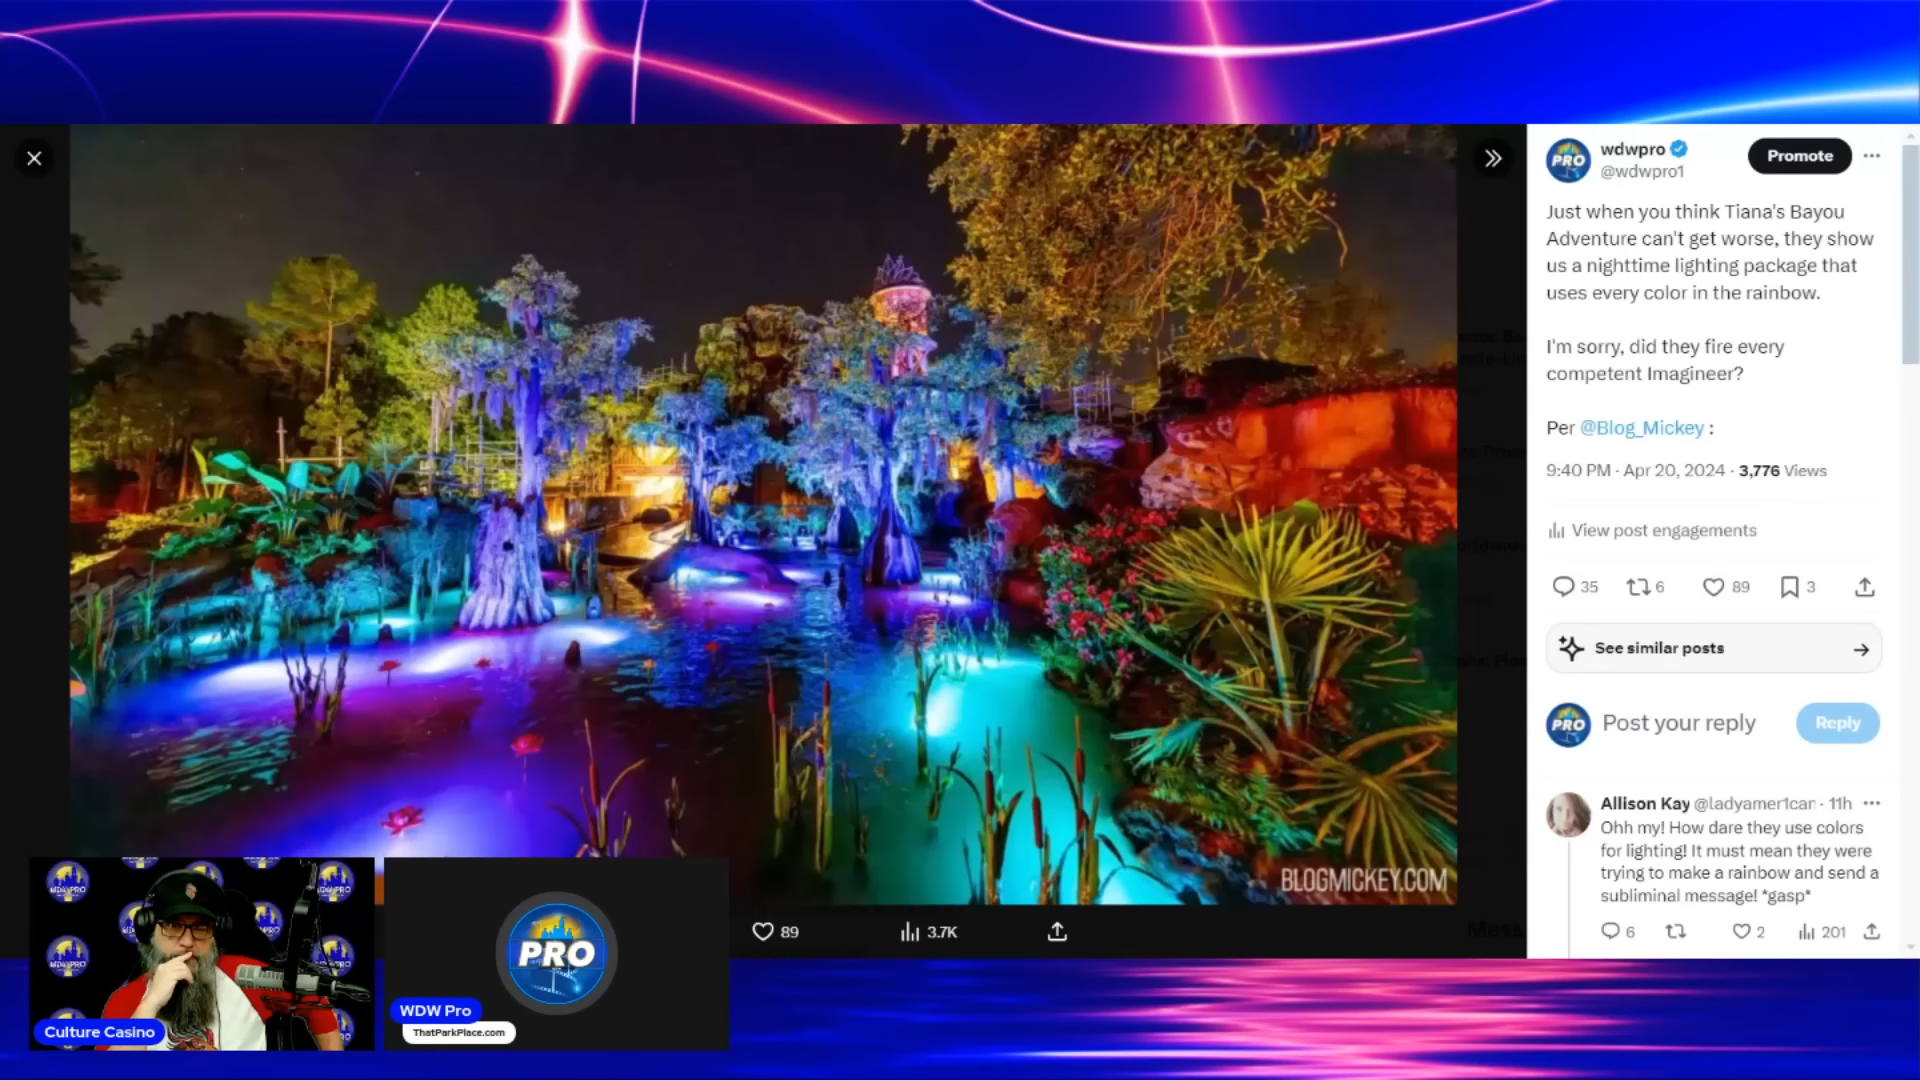 wdwpro
@wdwpro1
Promote
Just when you think Tiana's Bayou
Adventure can't get worse, they show
us a nighttime lighting package that
uses every color in the rainbow.
I'm sorry, did they fire every
competent Imagineer?
Per @Blog_Mickey :
9:40 PM · Apr 20, 2024 · 3,776 Views
View post engagements
35 6 89 3
See similar posts
PRO
Post your reply
Reply
Allison Kay @ladyamer1can · 11h
Ohh my! How dare they use colors
for lighting! It must mean they were
trying to make a rainbow and send a
subliminal message! *gasp*
6 2 201
BLOGMICKEY.COM
89 3.7K
PRO
WDW Pro
ThatParkPlace.com
Culture Casino